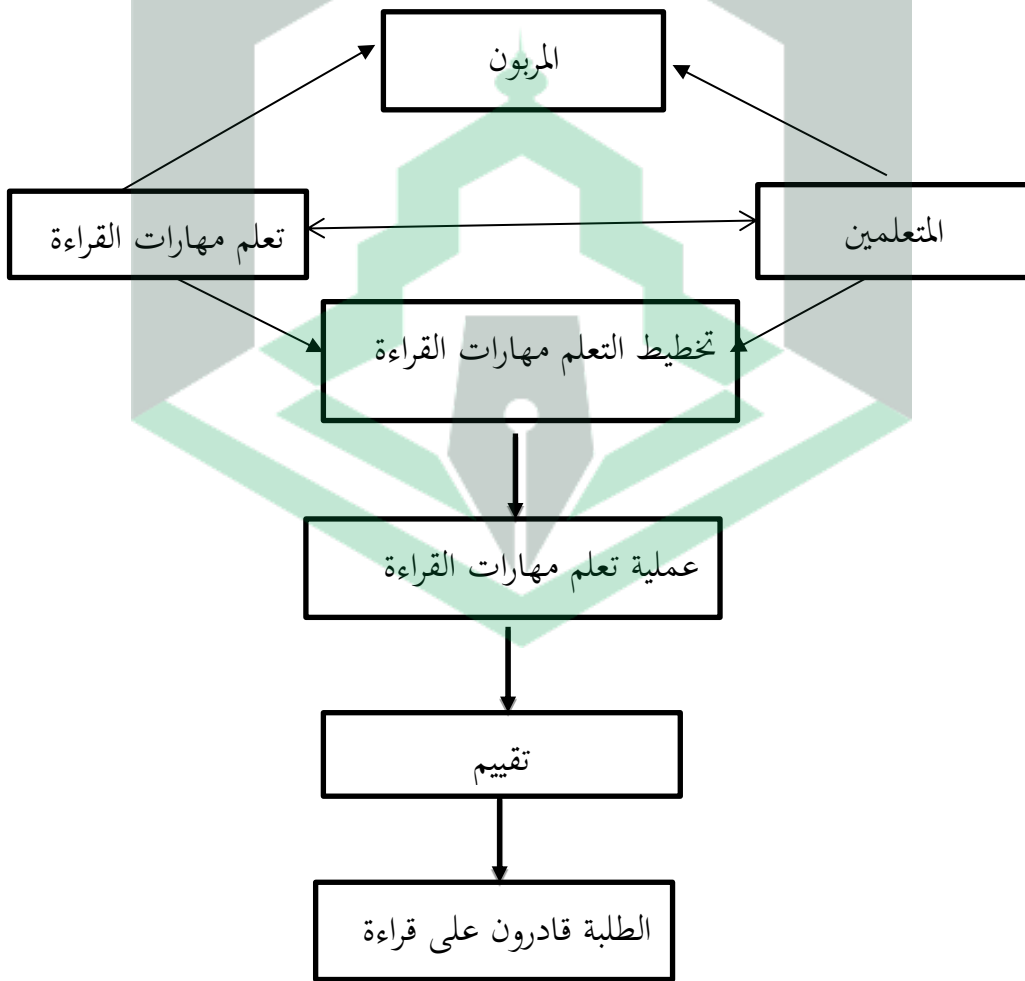 المربون
المتعلمين
تعلم مهارات القراءة
تخطيط التعلم مهارات القراءة
عملية تعلم مهارات القراءة
تقييم
الطلبة قادرون على قراءة